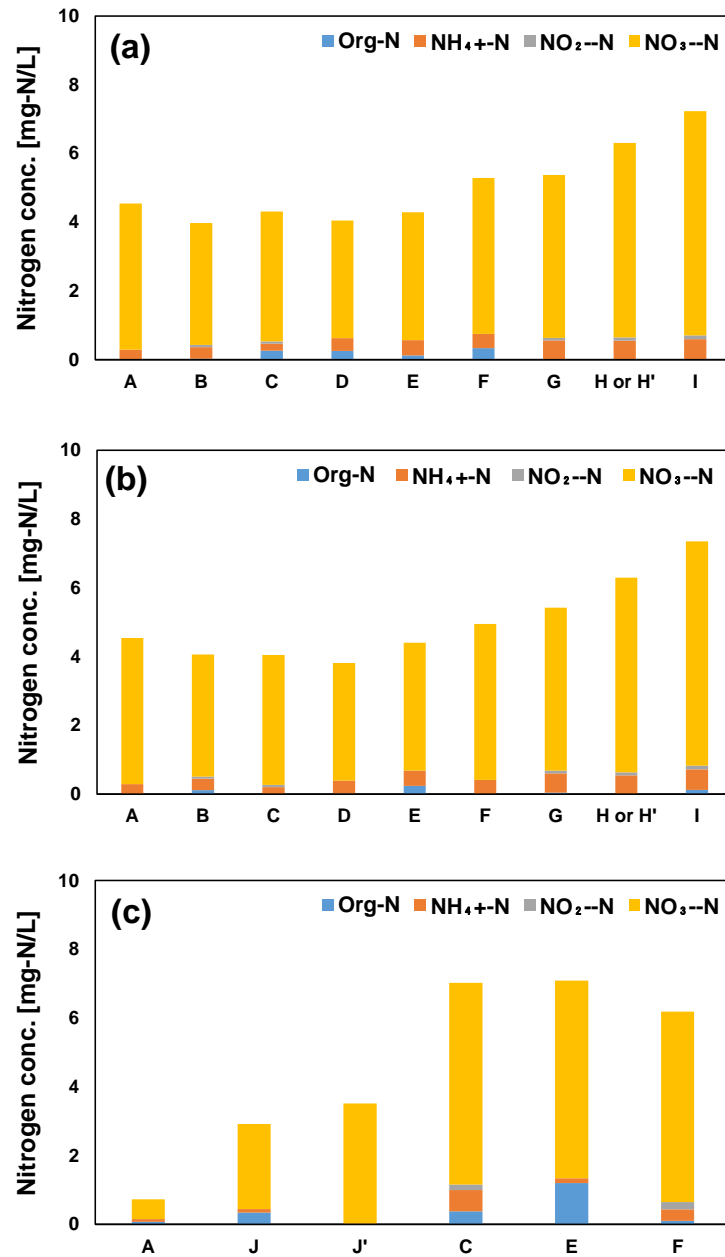 (a)
Org-N NH₄+-N NO₂--N NO₃--N
Nitrogen conc. [mg-N/L]
10
8
6
4
2
0
A B C D E F G H or H' I
(b)
Org-N NH₄+-N NO₂--N NO₃--N
Nitrogen conc. [mg-N/L]
10
8
6
4
2
0
A B C D E F G H or H' I
(c)
Org-N NH₄+-N NO₂--N NO₃--N
Nitrogen conc. [mg-N/L]
10
8
6
4
2
0
A J J' C E F